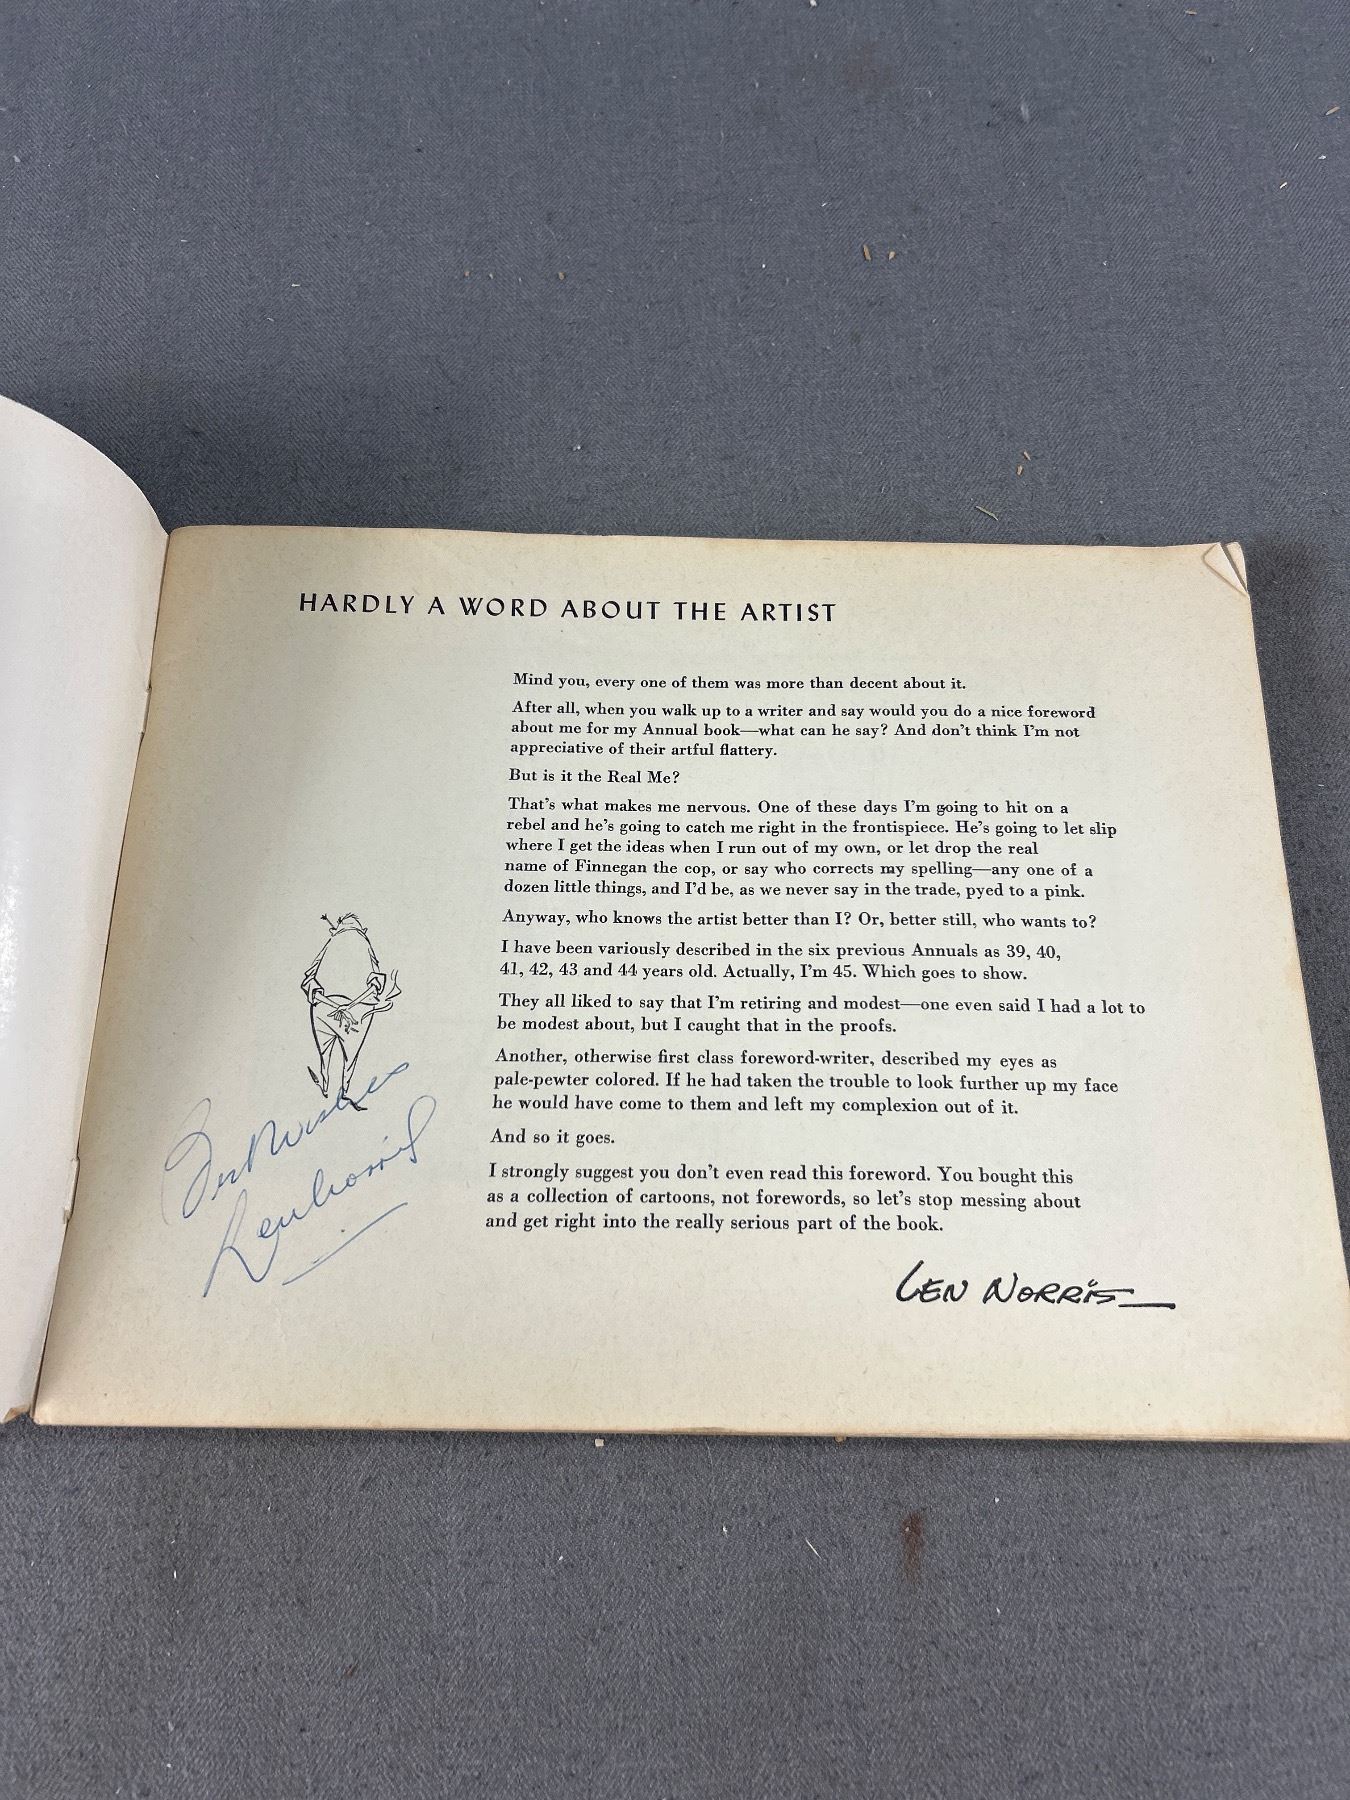 HARDLY A WORD ABOUT THE ARTIST
Mind you, every one of them was more than decent about it.
After all, when you walk up to a writer and say would you do a nice foreword
about me for my Annual book—what can he say? And don't think I'm not
appreciative of their artful flattery.
But is it the Real Me?
That's what makes me nervous. One of these days I'm going to hit on a
rebel and he's going to catch me right in the frontispiece. He's going to let slip
where I get the ideas when I run out of my own, or let drop the real
name of Finnegan the cop, or say who corrects my spelling—any one of a
dozen little things, and I'd be, as we never say in the trade, pyed to a pink.
Anyway, who knows the artist better than I? Or, better still, who wants to?
I have been variously described in the six previous Annuals as 39, 40,
41, 42, 43 and 44 years old. Actually, I'm 45. Which goes to show.
They all liked to say that I'm retiring and modest—one even said I had a lot to
be modest about, but I caught that in the proofs.
Another, otherwise first class foreword-writer, described my eyes as
pale-pewter colored. If he had taken the trouble to look further up my face
he would have come to them and left my complexion out of it.
And so it goes.
I strongly suggest you don't even read this foreword. You bought this
as a collection of cartoons, not forewords, so let's stop messing about
and get right into the really serious part of the book.
LEN NORRIS
Best Wishes
Len Norris